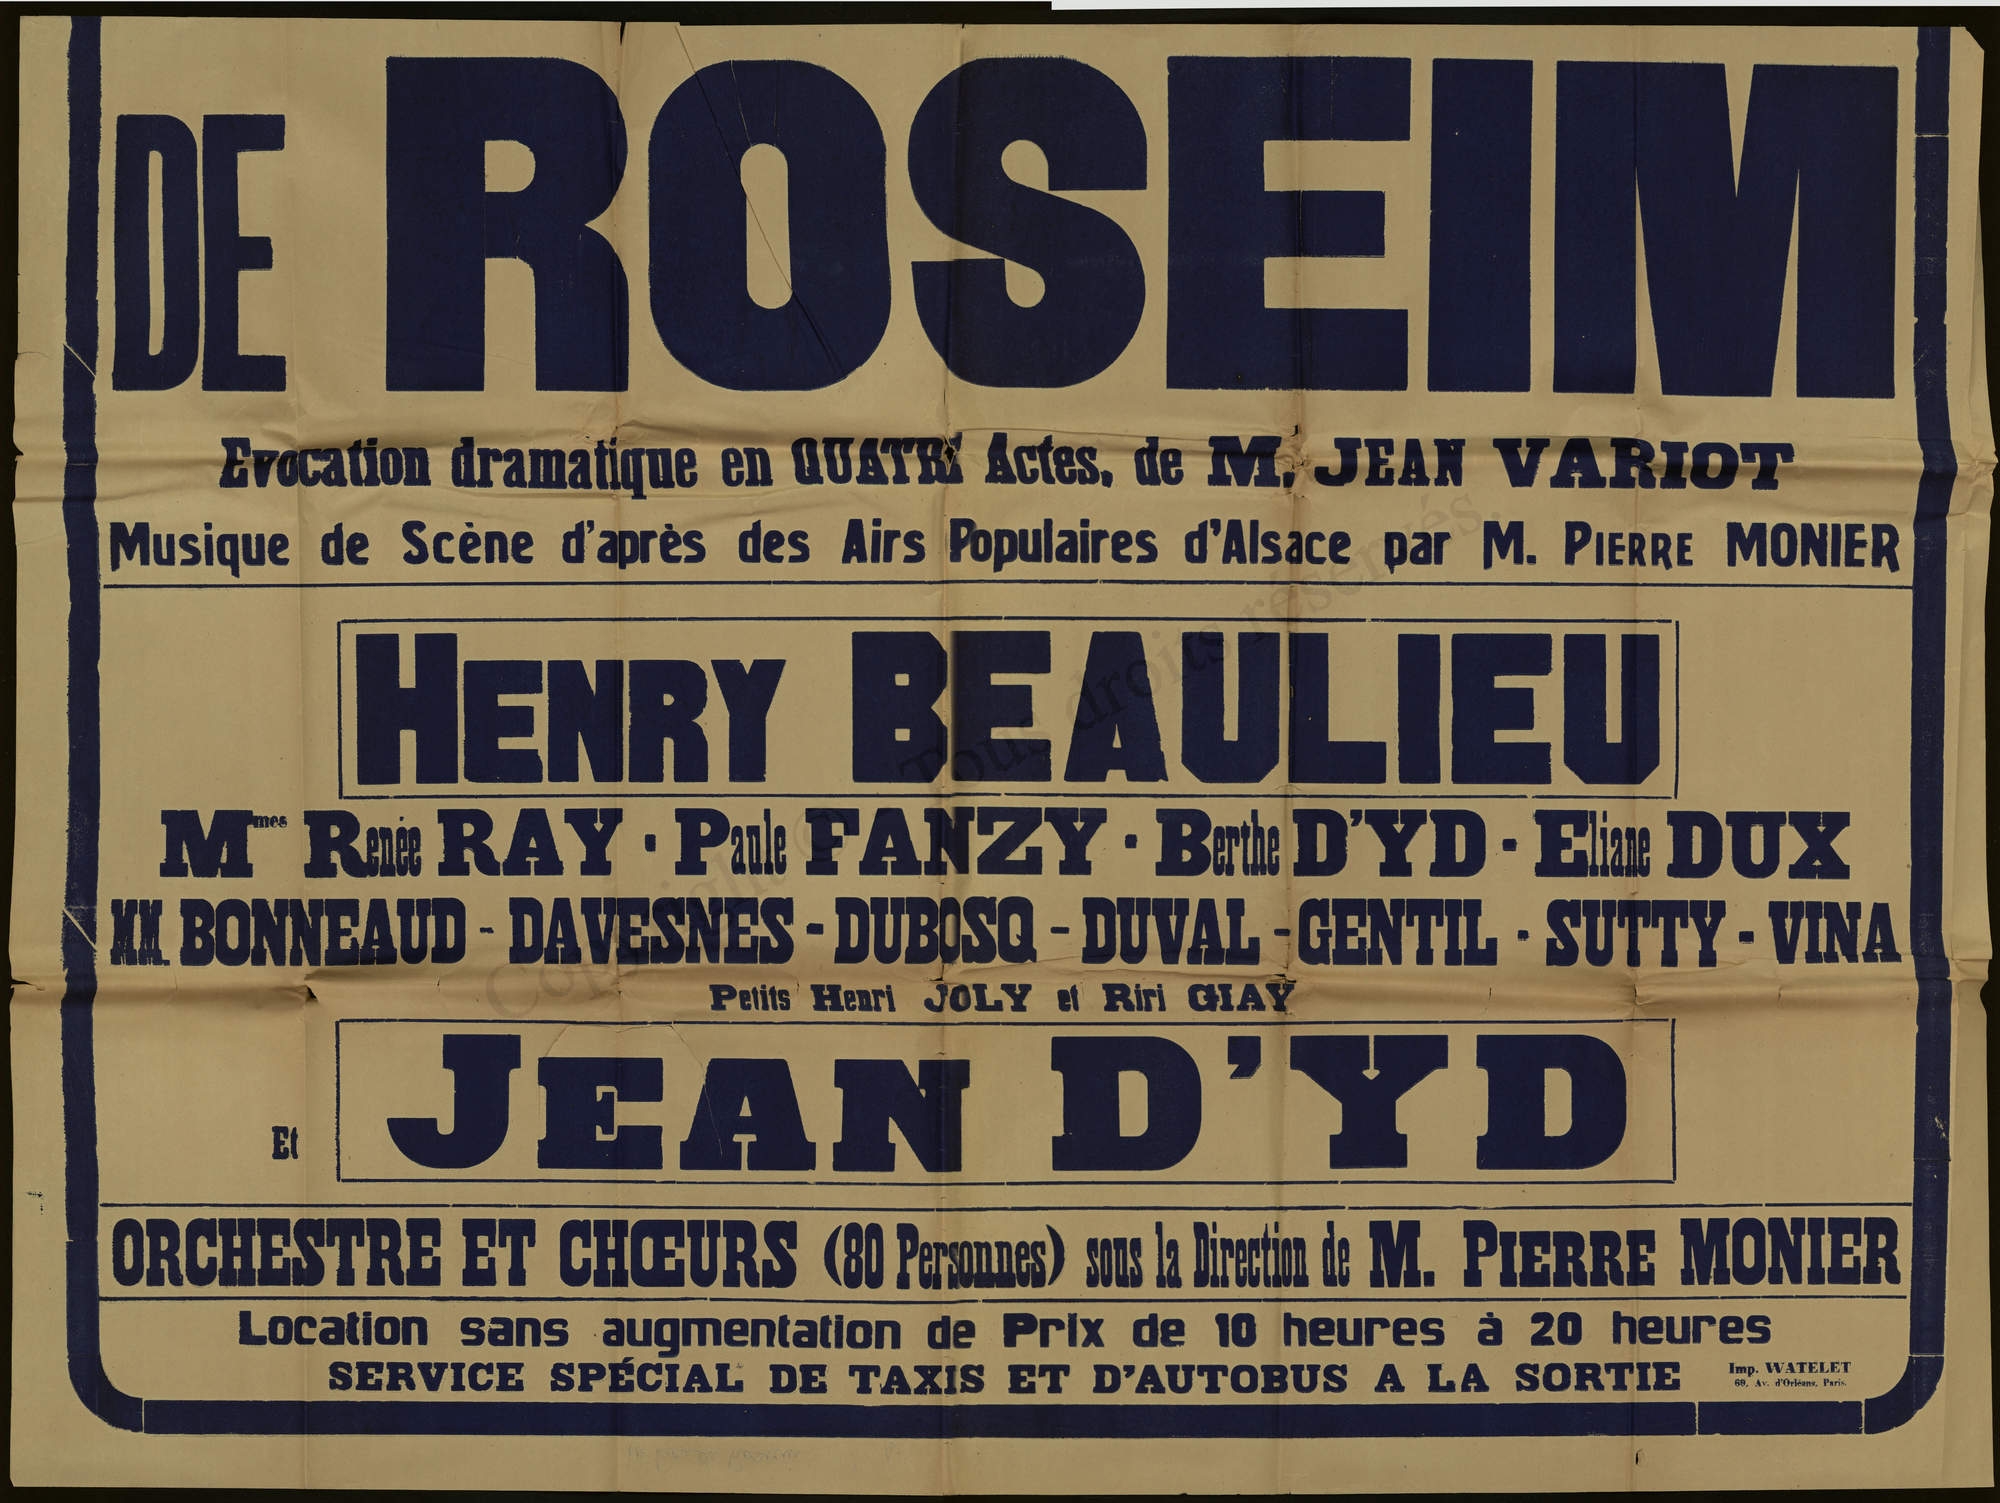 DE ROSEIM
Evocation dramatique en QUATRE Actes, de M. JEAN VARIOT
Musique de Scène d'après des Airs Populaires d'Alsace par M. PIERRE MONIER
HENRY BEAULIEU
Mmes Renée RAY - Paule FANZY - Berthe D'YD - Eliane DUX
MM. BONNEAUD - DAVESNES - DUBOSQ - DUVAL - GENTIL - SUTTY - VINA
Petits Henri JOLY et Riri GIAY
Et JEAN D'YD
ORCHESTRE ET CHŒURS (80 Personnes) sous la Direction de M. PIERRE MONIER
Location sans augmentation de Prix de 10 heures à 20 heures
SERVICE SPÉCIAL DE TAXIS ET D'AUTOBUS A LA SORTIE
Imp. WATELET
69, Av. d'Orléans, Paris.
Copyright © Tous droits réservés.